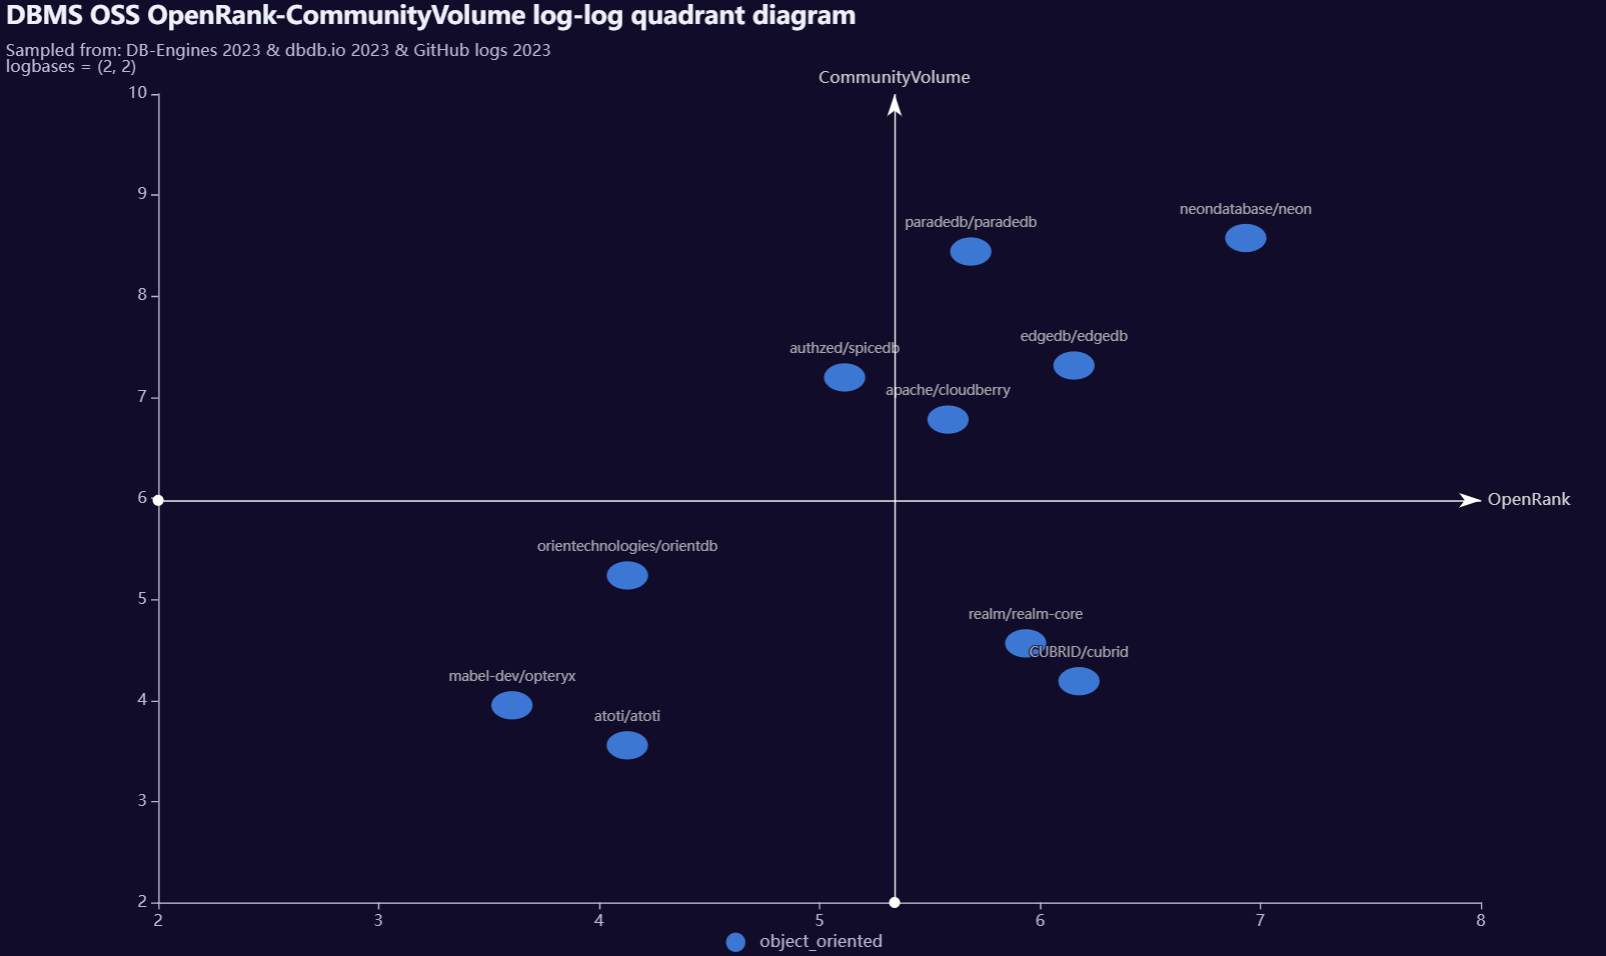 DBMS OSS OpenRank-CommunityVolume log-log quadrant diagram
Sampled from: DB-Engines 2023 & dbdb.io 2023 & GitHub logs 2023
logbases = (2, 2)
CommunityVolume
10
9
neondatabase/neon
paradedb/paradedb
8
edgedb/edgedb
authzed/spicedb
7
apache/cloudberry
6
OpenRank
orientechnologies/orientdb
5
realm/realm-core
CUBRID/cubrid
mabel-dev/opteryx
4
atoti/atoti
3
2
2 3 4 5 6 7 8
object_oriented